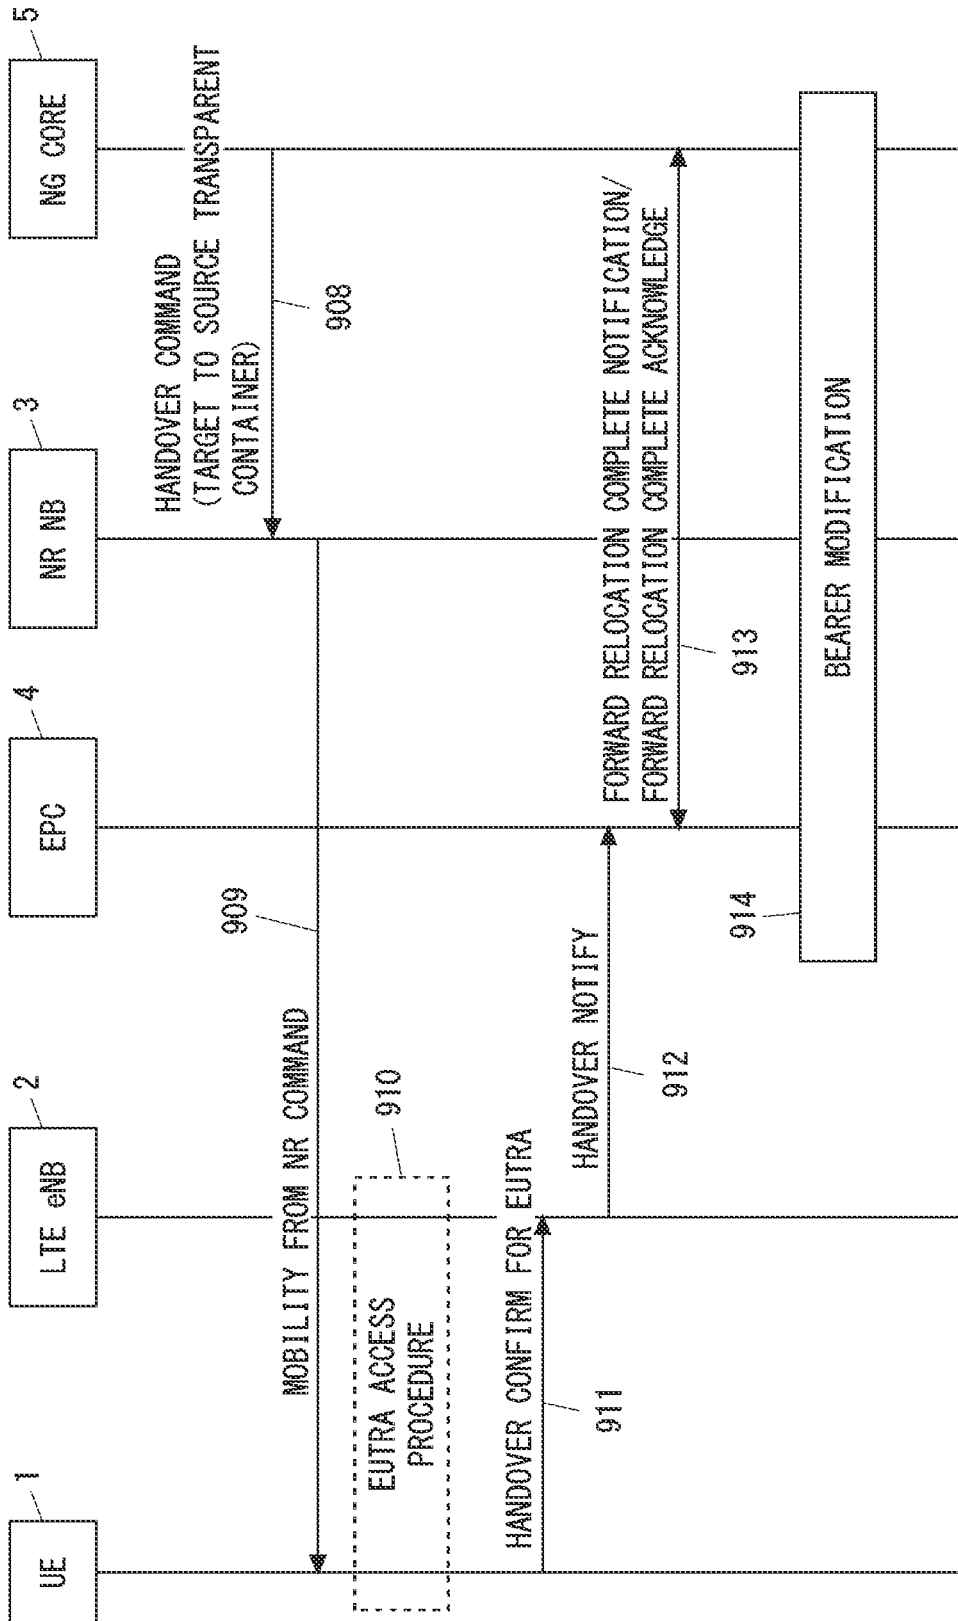 UE
1
LTE eNB
2
EPC
4
NR NB
3
NG CORE
5
HANDOVER COMMAND
(TARGET TO SOURCE TRANSPARENT
CONTAINER)
908
MOBILITY FROM NR COMMAND
909
EUTRA ACCESS
PROCEDURE
910
HANDOVER CONFIRM FOR EUTRA
911
HANDOVER NOTIFY
912
FORWARD RELOCATION COMPLETE NOTIFICATION/
FORWARD RELOCATION COMPLETE ACKNOWLEDGE
913
BEARER MODIFICATION
914